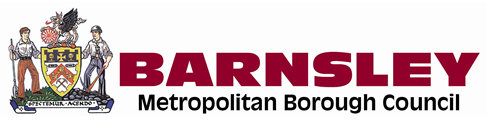 SPECTEMUR·AGENDO
BARNSLEY
Metropolitan Borough Council